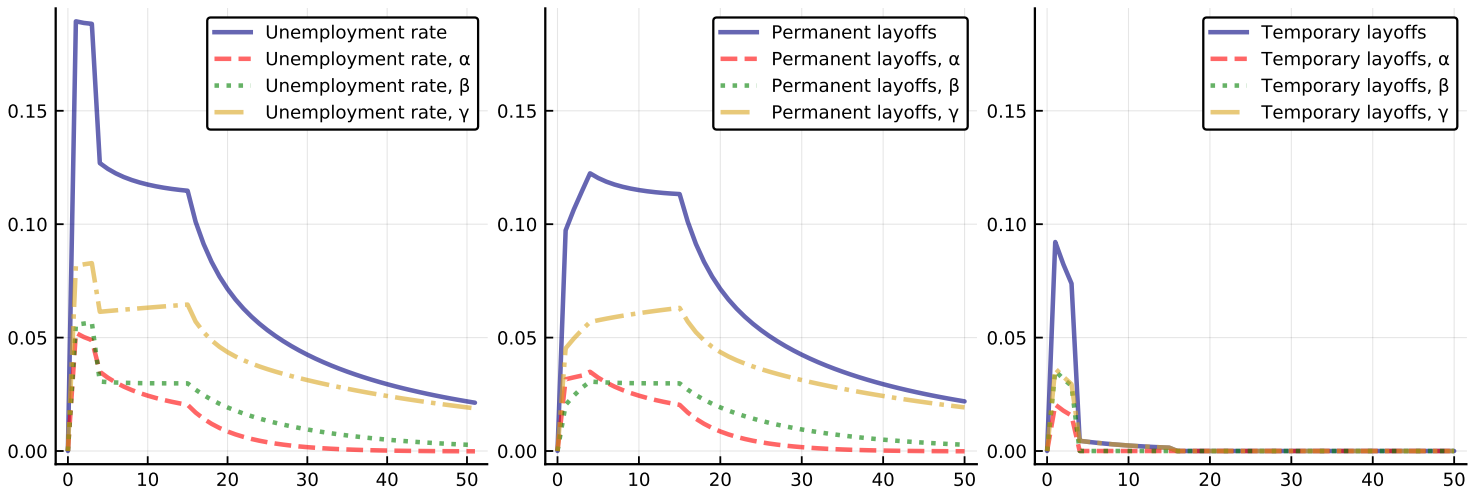 Unemployment rate
Unemployment rate, α
Unemployment rate, β
Unemployment rate, γ
0.15
0.10
0.05
0.00
0 10 20 30 40 50
Permanent layoffs
Permanent layoffs, α
Permanent layoffs, β
Permanent layoffs, γ
0.15
0.10
0.05
0.00
0 10 20 30 40 50
Temporary layoffs
Temporary layoffs, α
Temporary layoffs, β
Temporary layoffs, γ
0.15
0.10
0.05
0.00
0 10 20 30 40 50